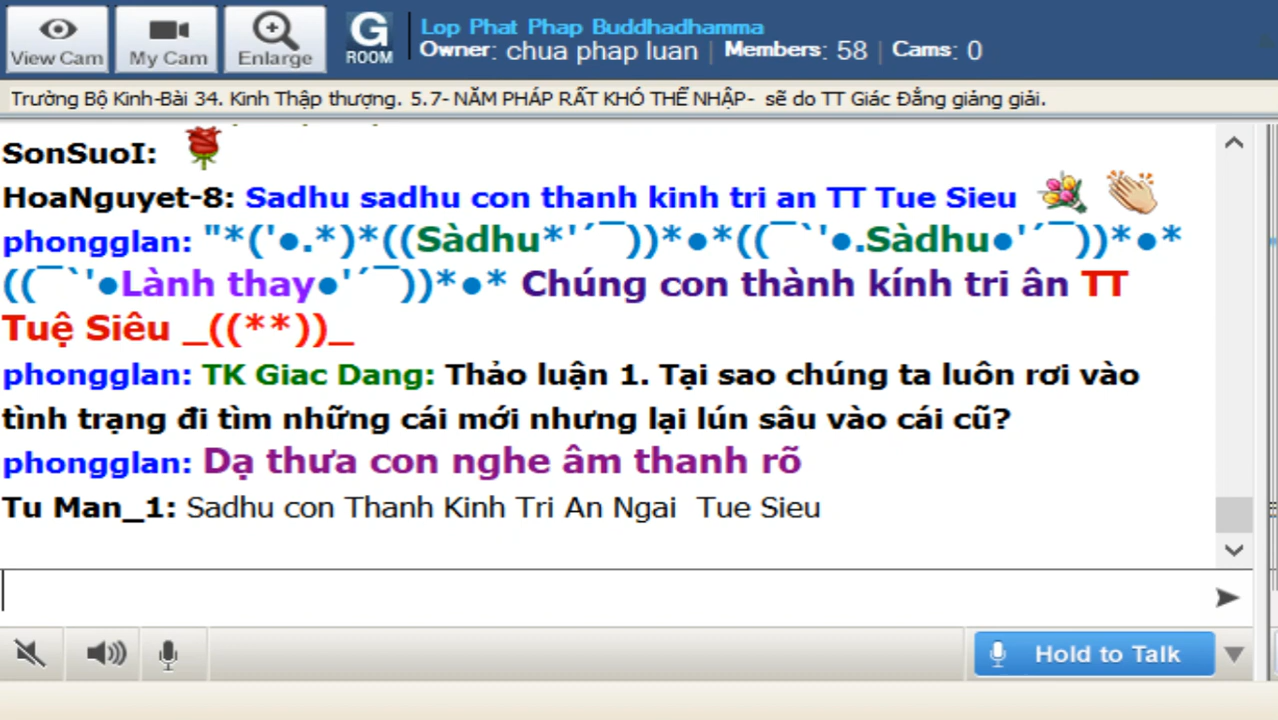 View Cam
My Cam
Enlarge
G
ROOM
Lop Phat Phap Buddhadhamma
Owner: chua phap luan | Members: 58 | Cams: 0
Trường Bộ Kinh-Bài 34. Kinh Thập thượng. 5.7- NĂM PHÁP RẤT KHÓ THỂ NHẬP- sẽ do TT Giác Đẳng giảng giải.
SonSuoI:
HoaNguyet-8: Sadhu sadhu con thanh kinh tri an TT Tue Sieu
phongglan: "*('●.*)*((Sàdhu*'´¯))*●*((¯`'●.Sàdhu●'´¯))*●*
((¯`'●Lành thay●'´¯))*●* Chúng con thành kính tri ân TT
Tuệ Siêu _((**))_
phongglan: TK Giac Dang: Thảo luận 1. Tại sao chúng ta luôn rơi vào
tình trạng đi tìm những cái mới nhưng lại lún sâu vào cái cũ?
phongglan: Dạ thưa con nghe âm thanh rõ
Tu Man_1: Sadhu con Thanh Kinh Tri An Ngai  Tue Sieu
Hold to Talk